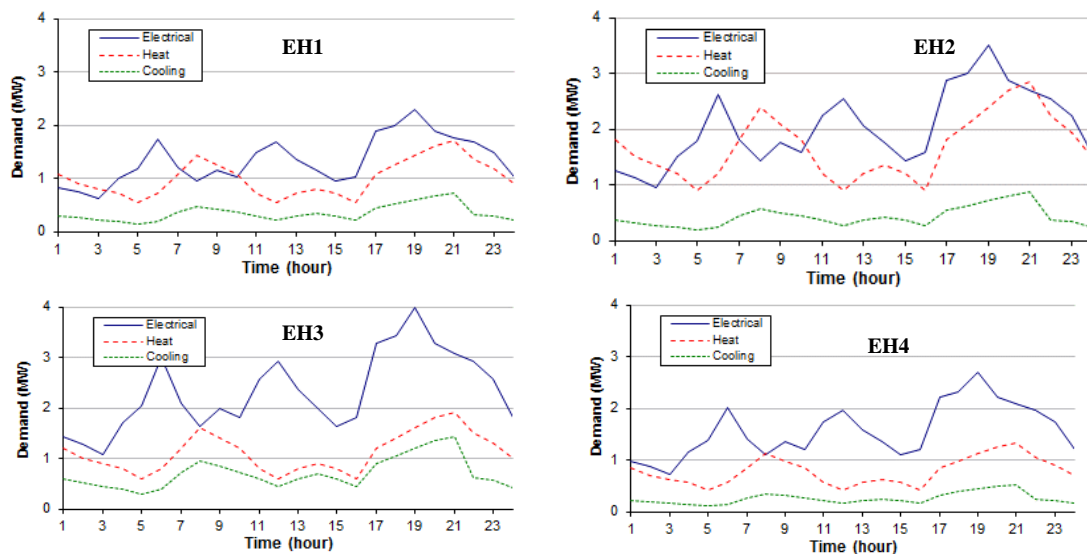 EH1
Electrical
Heat
Cooling
Demand (MW)
4
3
2
1
0
1 3 5 7 9 11 13 15 17 19 21 23
Time (hour)
EH2
Electrical
Heat
Cooling
Demand (MW)
4
3
2
1
0
1 3 5 7 9 11 13 15 17 19 21 23
Time (hour)
EH3
Electrical
Heat
Cooling
Demand (MW)
4
3
2
1
0
1 3 5 7 9 11 13 15 17 19 21 23
Time (hour)
EH4
Electrical
Heat
Cooling
Demand (MW)
4
3
2
1
0
1 3 5 7 9 11 13 15 17 19 21 23
Time (hour)